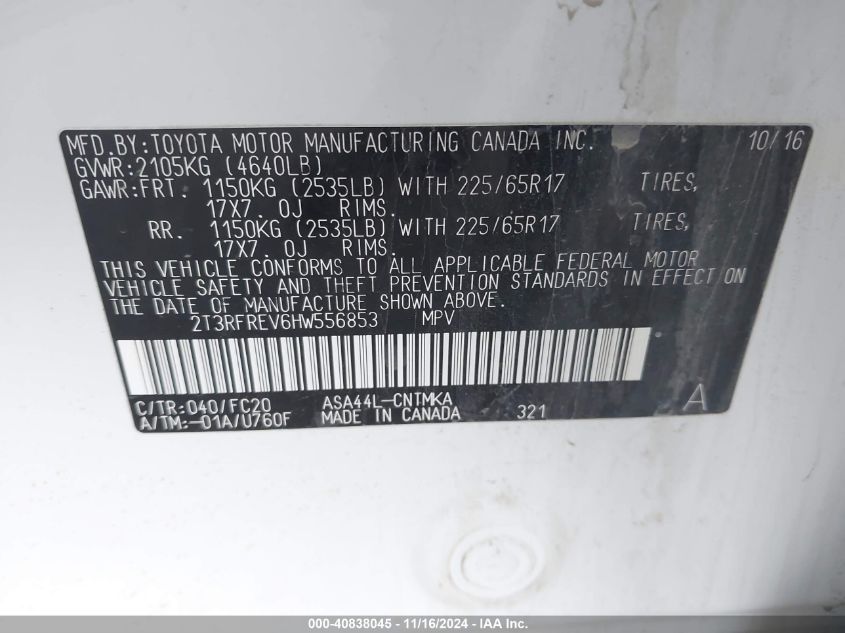 MFD.BY:TOYOTA MOTOR MANUFACTURING CANADA INC. 10/16
GVWR:2105KG (4640LB)
GAWR:FRT. 1150KG (2535LB) WITH 225/65R17 TIRES,
17X7.0J RIMS.
RR. 1150KG (2535LB) WITH 225/65R17 TIRES,
17X7.0J RIMS.
THIS VEHICLE CONFORMS TO ALL APPLICABLE FEDERAL MOTOR
VEHICLE SAFETY AND THEFT PREVENTION STANDARDS IN EFFECT ON
THE DATE OF MANUFACTURE SHOWN ABOVE.
2T3RFREV6HW556853 MPV
C/TR:040/FC20 ASA44L-CNTMKA A
A/TM:-01A/U760F MADE IN CANADA 321
000-40838045 - 11/16/2024 - IAA Inc.